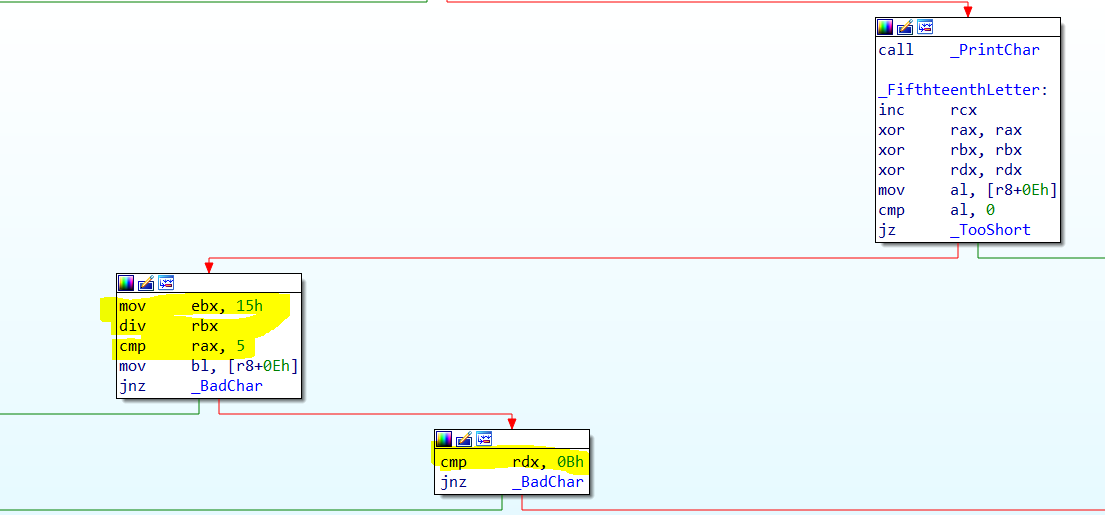 call _PrintChar
_FifthteenthLetter:
inc rcx
xor rax, rax
xor rbx, rbx
xor rdx, rdx
mov al, [r8+0Eh]
cmp al, 0
jz _TooShort
mov ebx, 15h
div rbx
cmp rax, 5
mov bl, [r8+0Eh]
jnz _BadChar
cmp rdx, 0Bh
jnz _BadChar